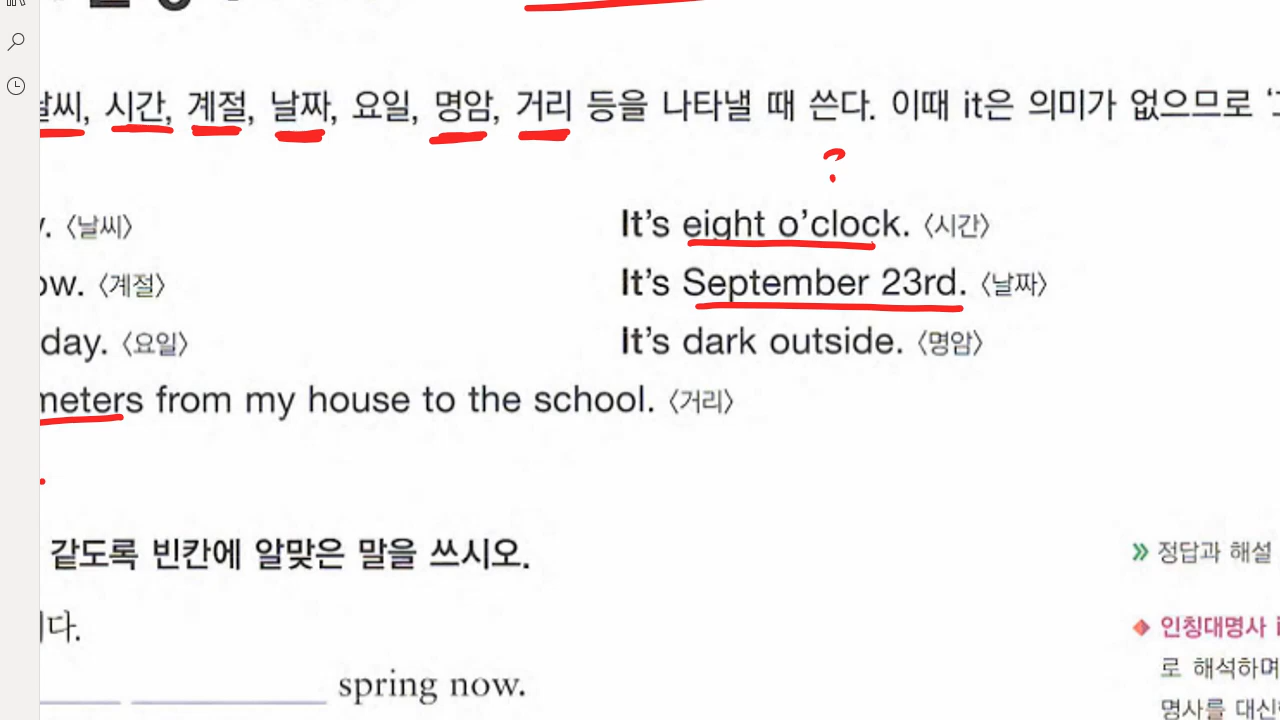 날씨, 시간, 계절, 날짜, 요일, 명암, 거리 등을 나타낼 때 쓴다. 이때 it은 의미가 없으므로
?
〈날씨〉 It's eight o'clock. 〈시간〉
〈계절〉 It's September 23rd. 〈날짜〉
day. 〈요일〉 It's dark outside. 〈명암〉
meters from my house to the school. 〈거리〉
같도록 빈칸에 알맞은 말을 쓰시오.
» 정답과 해설
다.
인칭대명사
로 해석하며
spring now.
명사를 대신